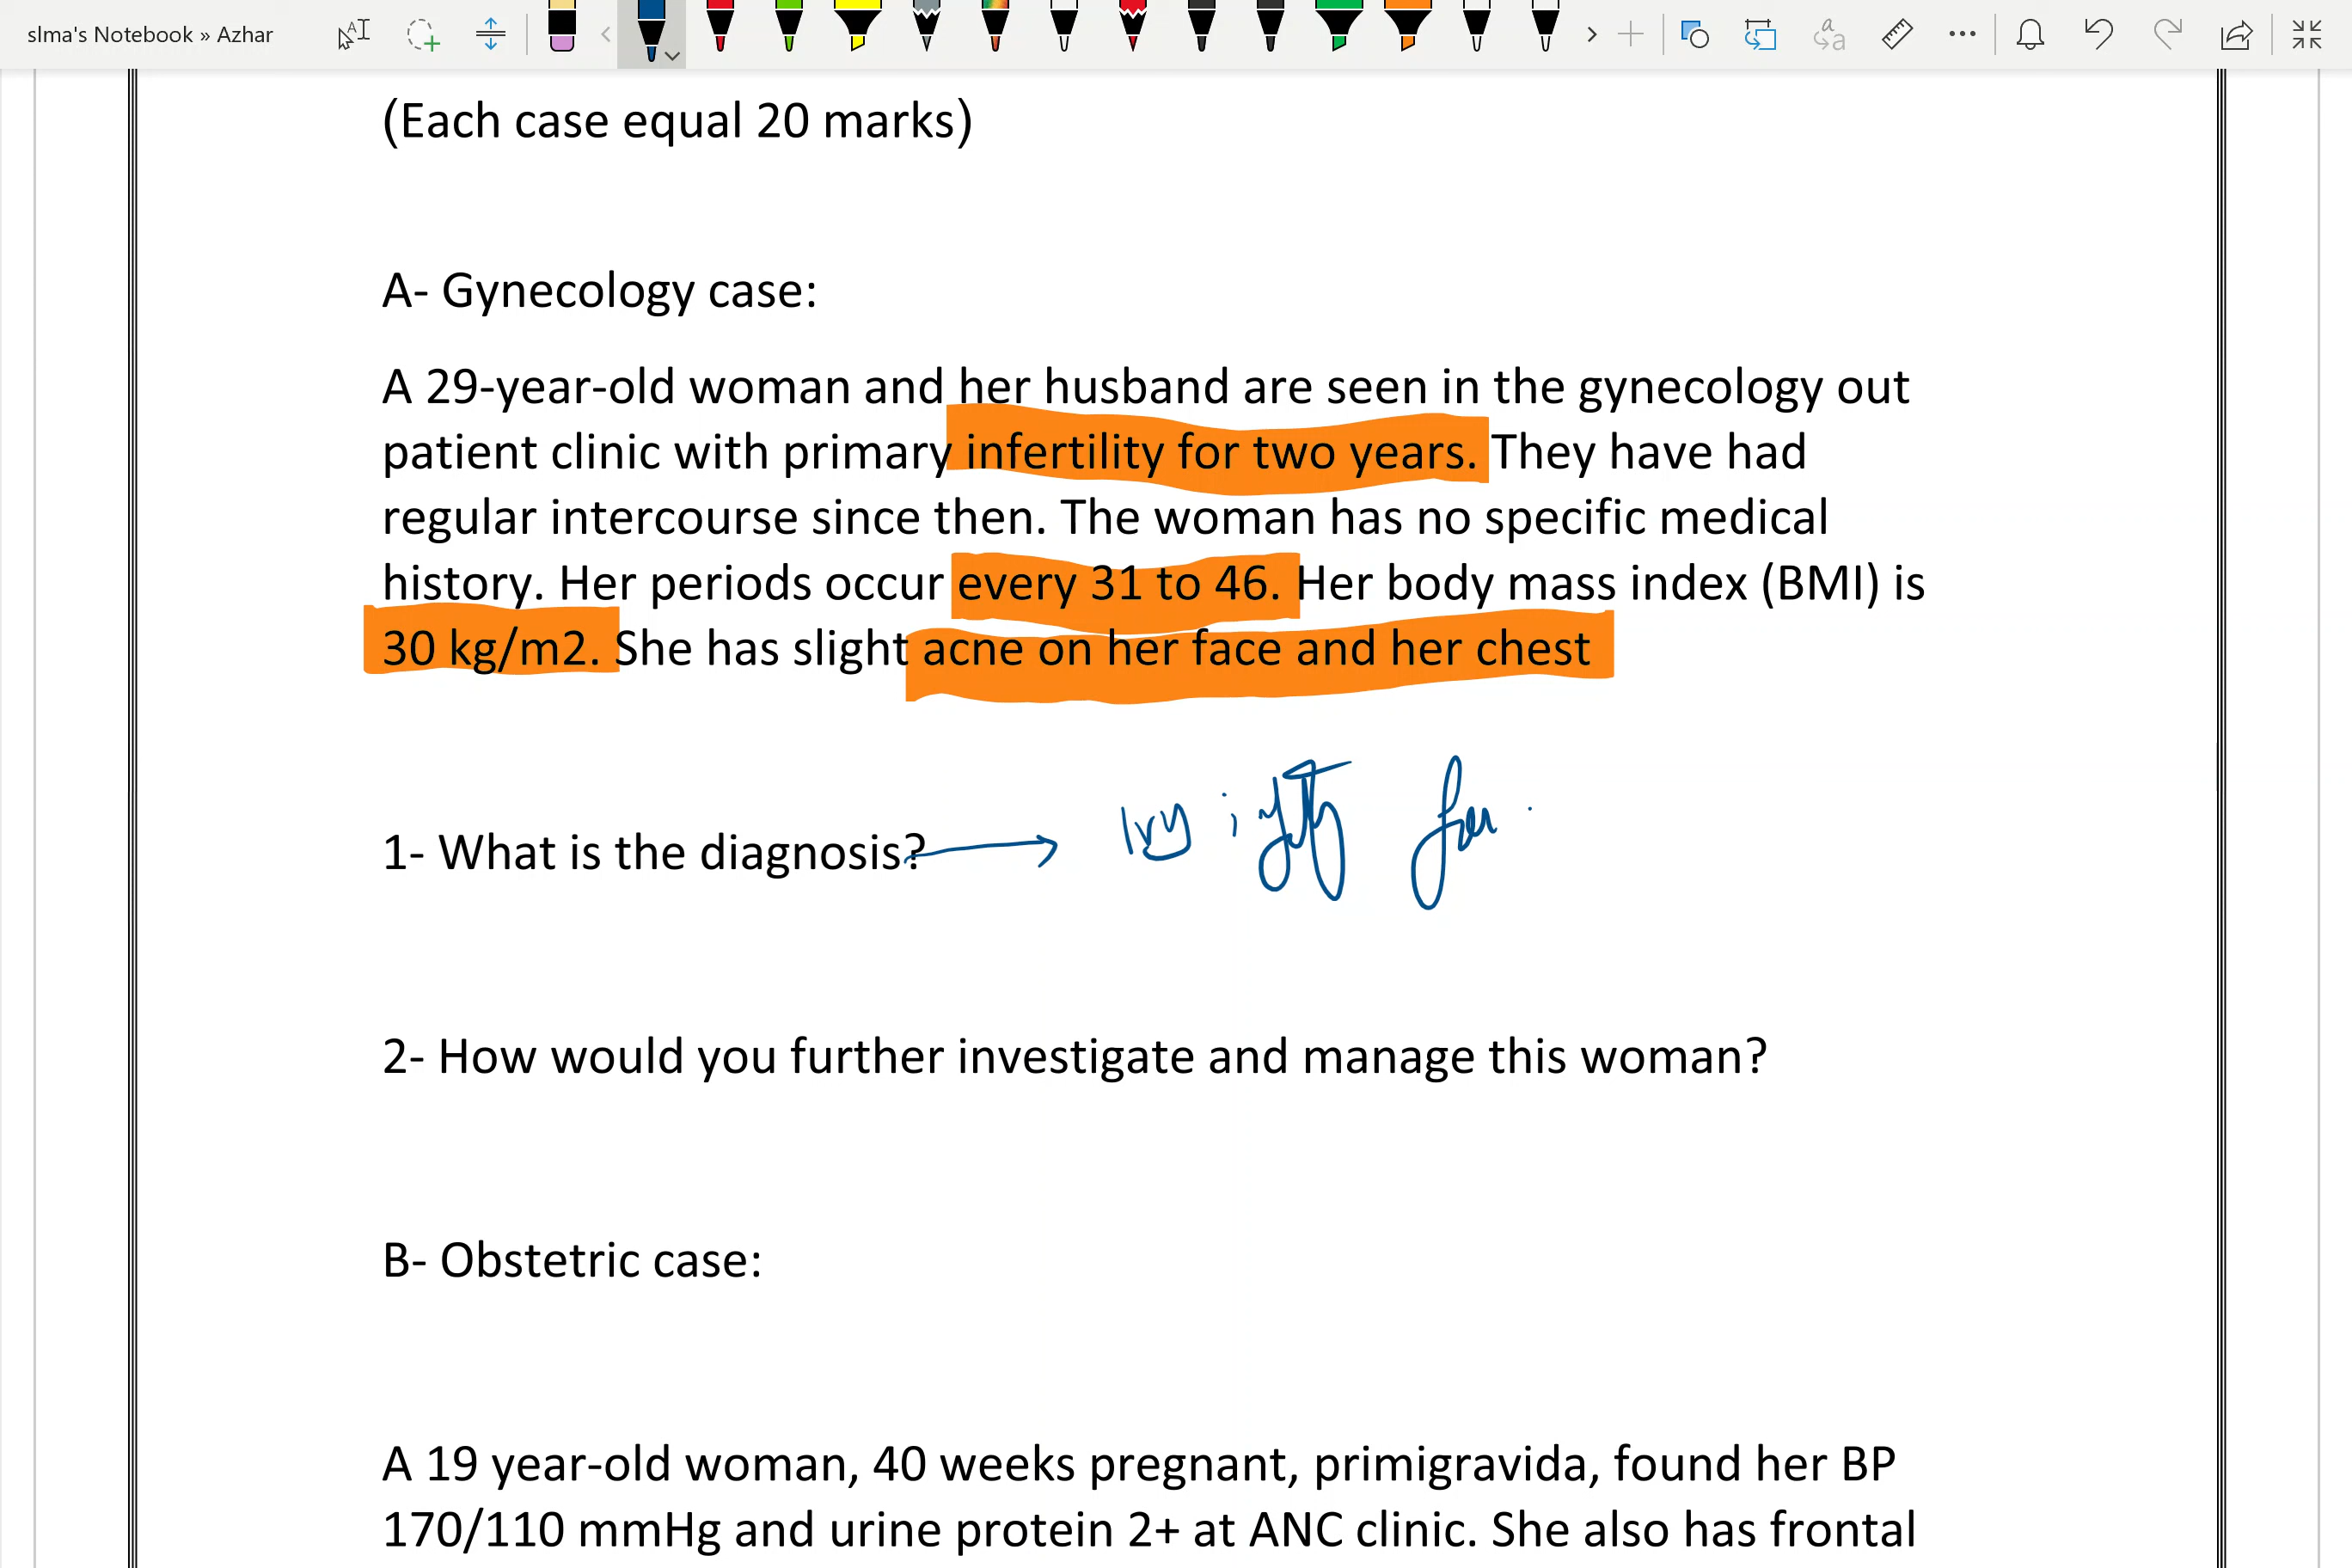 slma's Notebook » Azhar
(Each case equal 20 marks)
A- Gynecology case:
A 29-year-old woman and her husband are seen in the gynecology out
patient clinic with primary infertility for two years. They have had
regular intercourse since then. The woman has no specific medical
history. Her periods occur every 31 to 46. Her body mass index (BMI) is
30 kg/m2. She has slight acne on her face and her chest
1- What is the diagnosis?
2- How would you further investigate and manage this woman?
B- Obstetric case:
A 19 year-old woman, 40 weeks pregnant, primigravida, found her BP
170/110 mmHg and urine protein 2+ at ANC clinic. She also has frontal